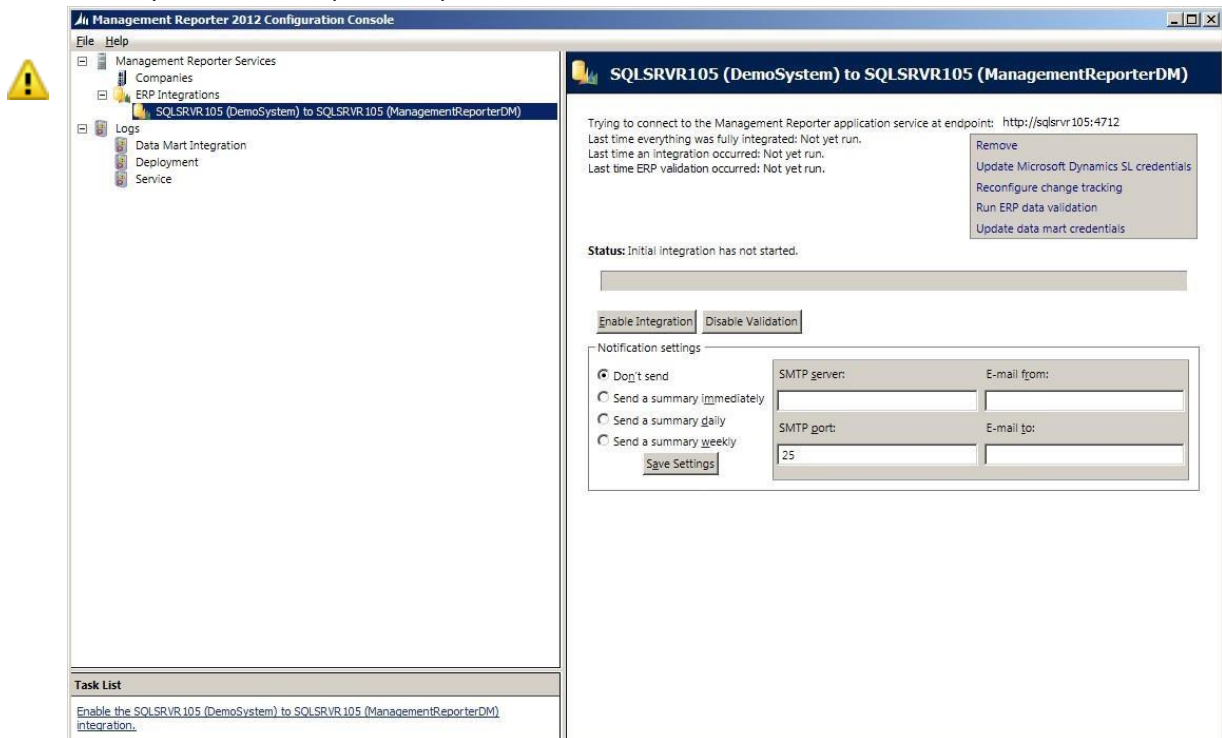 Management Reporter 2012 Configuration Console
File Help
Management Reporter Services
Companies
ERP Integrations
SQLSRVR105 (DemoSystem) to SQLSRVR105 (ManagementReporterDM)
Logs
Data Mart Integration
Deployment
Service
Task List
Enable the SQLSRVR105 (DemoSystem) to SQLSRVR105 (ManagementReporterDM)
integration.
SQLSRVR105 (DemoSystem) to SQLSRVR105 (ManagementReporterDM)
Trying to connect to the Management Reporter application service at endpoint: http://sqlsrvr105:4712
Last time everything was fully integrated: Not yet run.
Last time an integration occurred: Not yet run.
Last time ERP validation occurred: Not yet run.
Remove
Update Microsoft Dynamics SL credentials
Reconfigure change tracking
Run ERP data validation
Update data mart credentials
Status: Initial integration has not started.
Enable Integration Disable Validation
Notification settings
Don't send
Send a summary immediately
Send a summary daily
Send a summary weekly
Save Settings
SMTP server: E-mail from:
SMTP port: E-mail to:
25